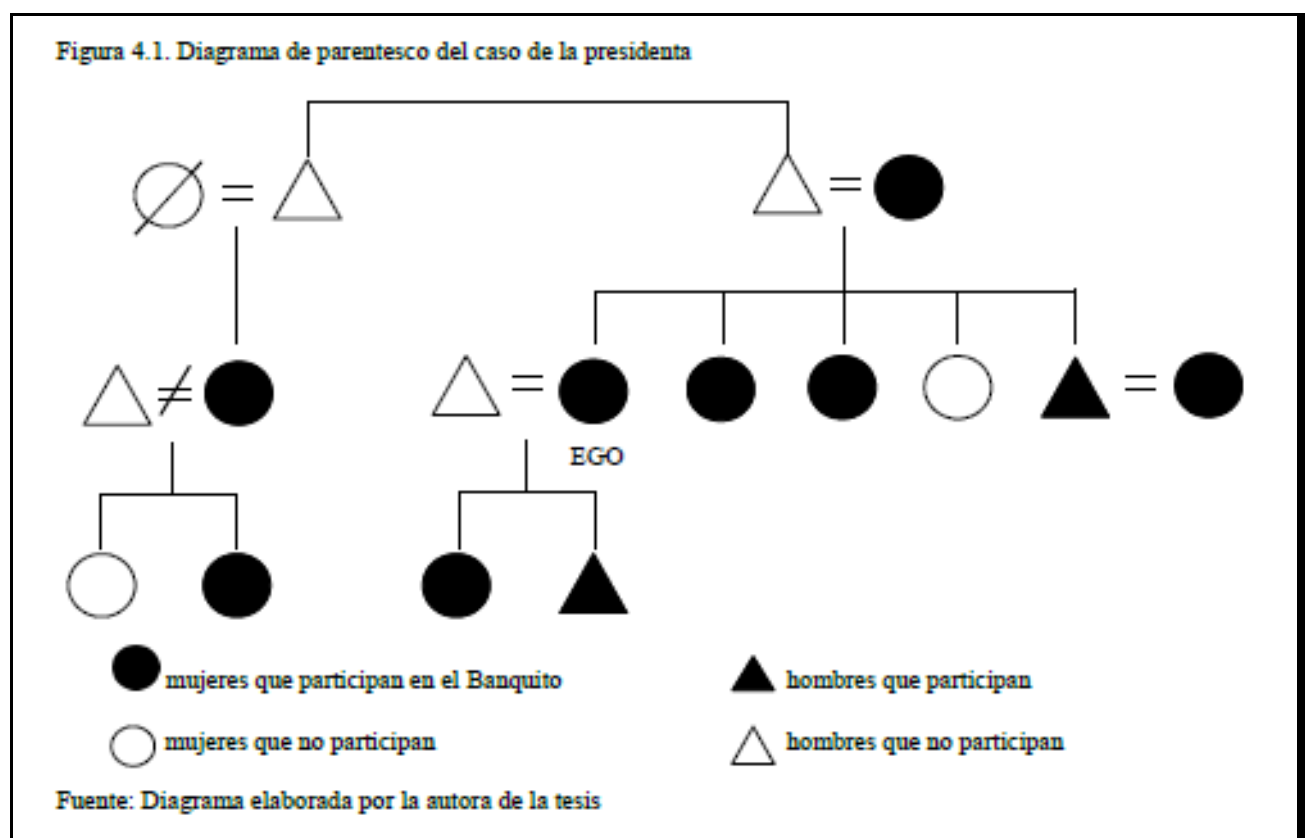 Figura 4.1. Diagrama de parentesco del caso de la presidenta
EGO
mujeres que participan en el Banquito
hombres que participan
mujeres que no participan
hombres que no participan
Fuente: Diagrama elaborada por la autora de la tesis